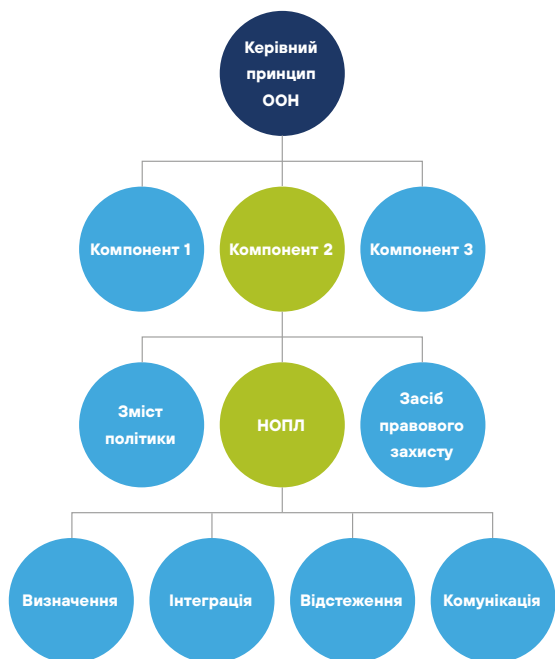 Керівний
принцип
ООН
Компонент 1
Компонент 2
Компонент 3
Зміст
політики
НОПЛ
Засіб
правового
захисту
Визначення
Інтеграція
Відстеження
Комунікація